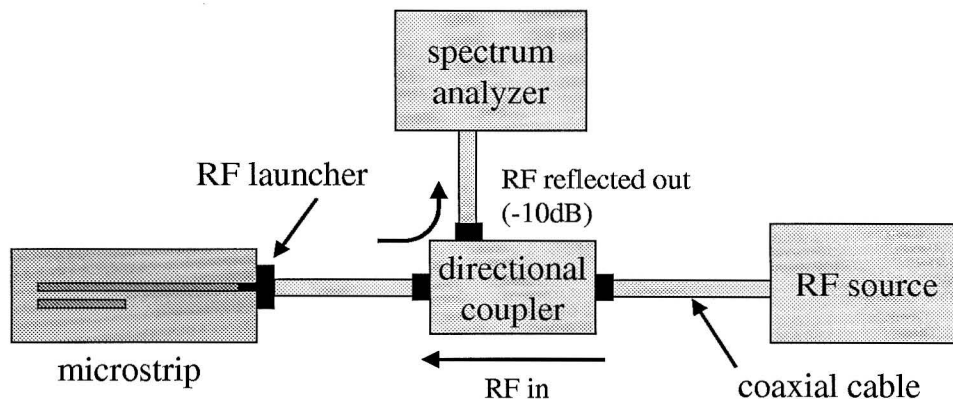 spectrum
analyzer
RF launcher
RF reflected out
(-10dB)
directional
coupler
RF source
microstrip
RF in
coaxial cable